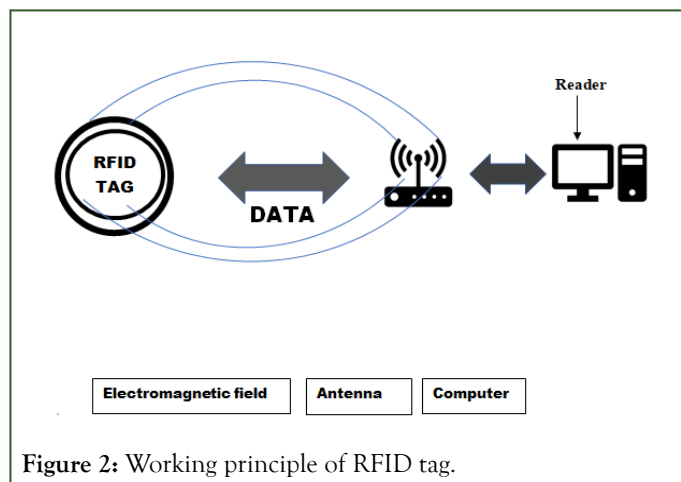 Reader
RFID
TAG
DATA
Electromagnetic field
Antenna
Computer
Figure 2: Working principle of RFID tag.